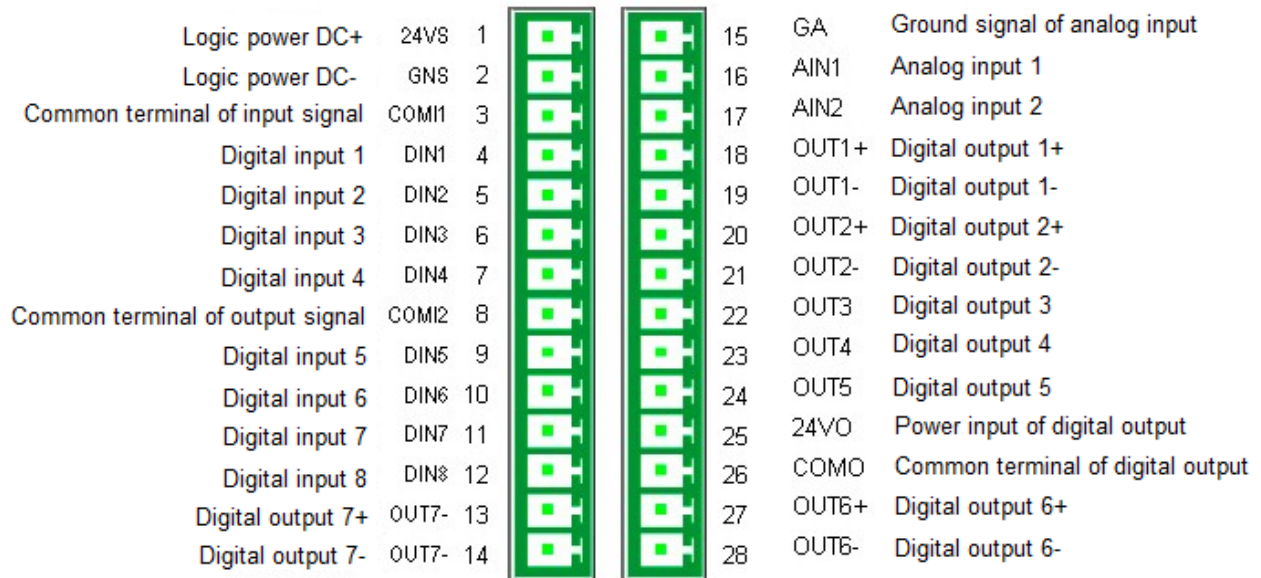 Logic power DC+ 24VS 1
Logic power DC- GNS 2
Common terminal of input signal COMI1 3
Digital input 1 DIN1 4
Digital input 2 DIN2 5
Digital input 3 DIN3 6
Digital input 4 DIN4 7
Common terminal of output signal COMI2 8
Digital input 5 DIN5 9
Digital input 6 DIN6 10
Digital input 7 DIN7 11
Digital input 8 DIN8 12
Digital output 7+ OUT7- 13
Digital output 7- OUT7- 14
15 GA Ground signal of analog input
16 AIN1 Analog input 1
17 AIN2 Analog input 2
18 OUT1+ Digital output 1+
19 OUT1- Digital output 1-
20 OUT2+ Digital output 2+
21 OUT2- Digital output 2-
22 OUT3 Digital output 3
23 OUT4 Digital output 4
24 OUT5 Digital output 5
25 24VO Power input of digital output
26 COMO Common terminal of digital output
27 OUT6+ Digital output 6+
28 OUT6- Digital output 6-